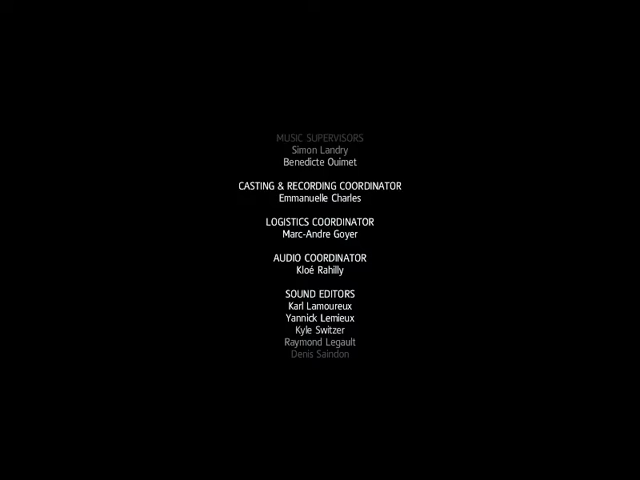 MUSIC SUPERVISORS
Simon Landry
Benedicte Ouimet
CASTING & RECORDING COORDINATOR
Emmanuelle Charles
LOGISTICS COORDINATOR
Marc-Andre Goyer
AUDIO COORDINATOR
Kloé Rahilly
SOUND EDITORS
Karl Lamoureux
Yannick Lemieux
Kyle Switzer
Raymond Legault
Denis Saindon